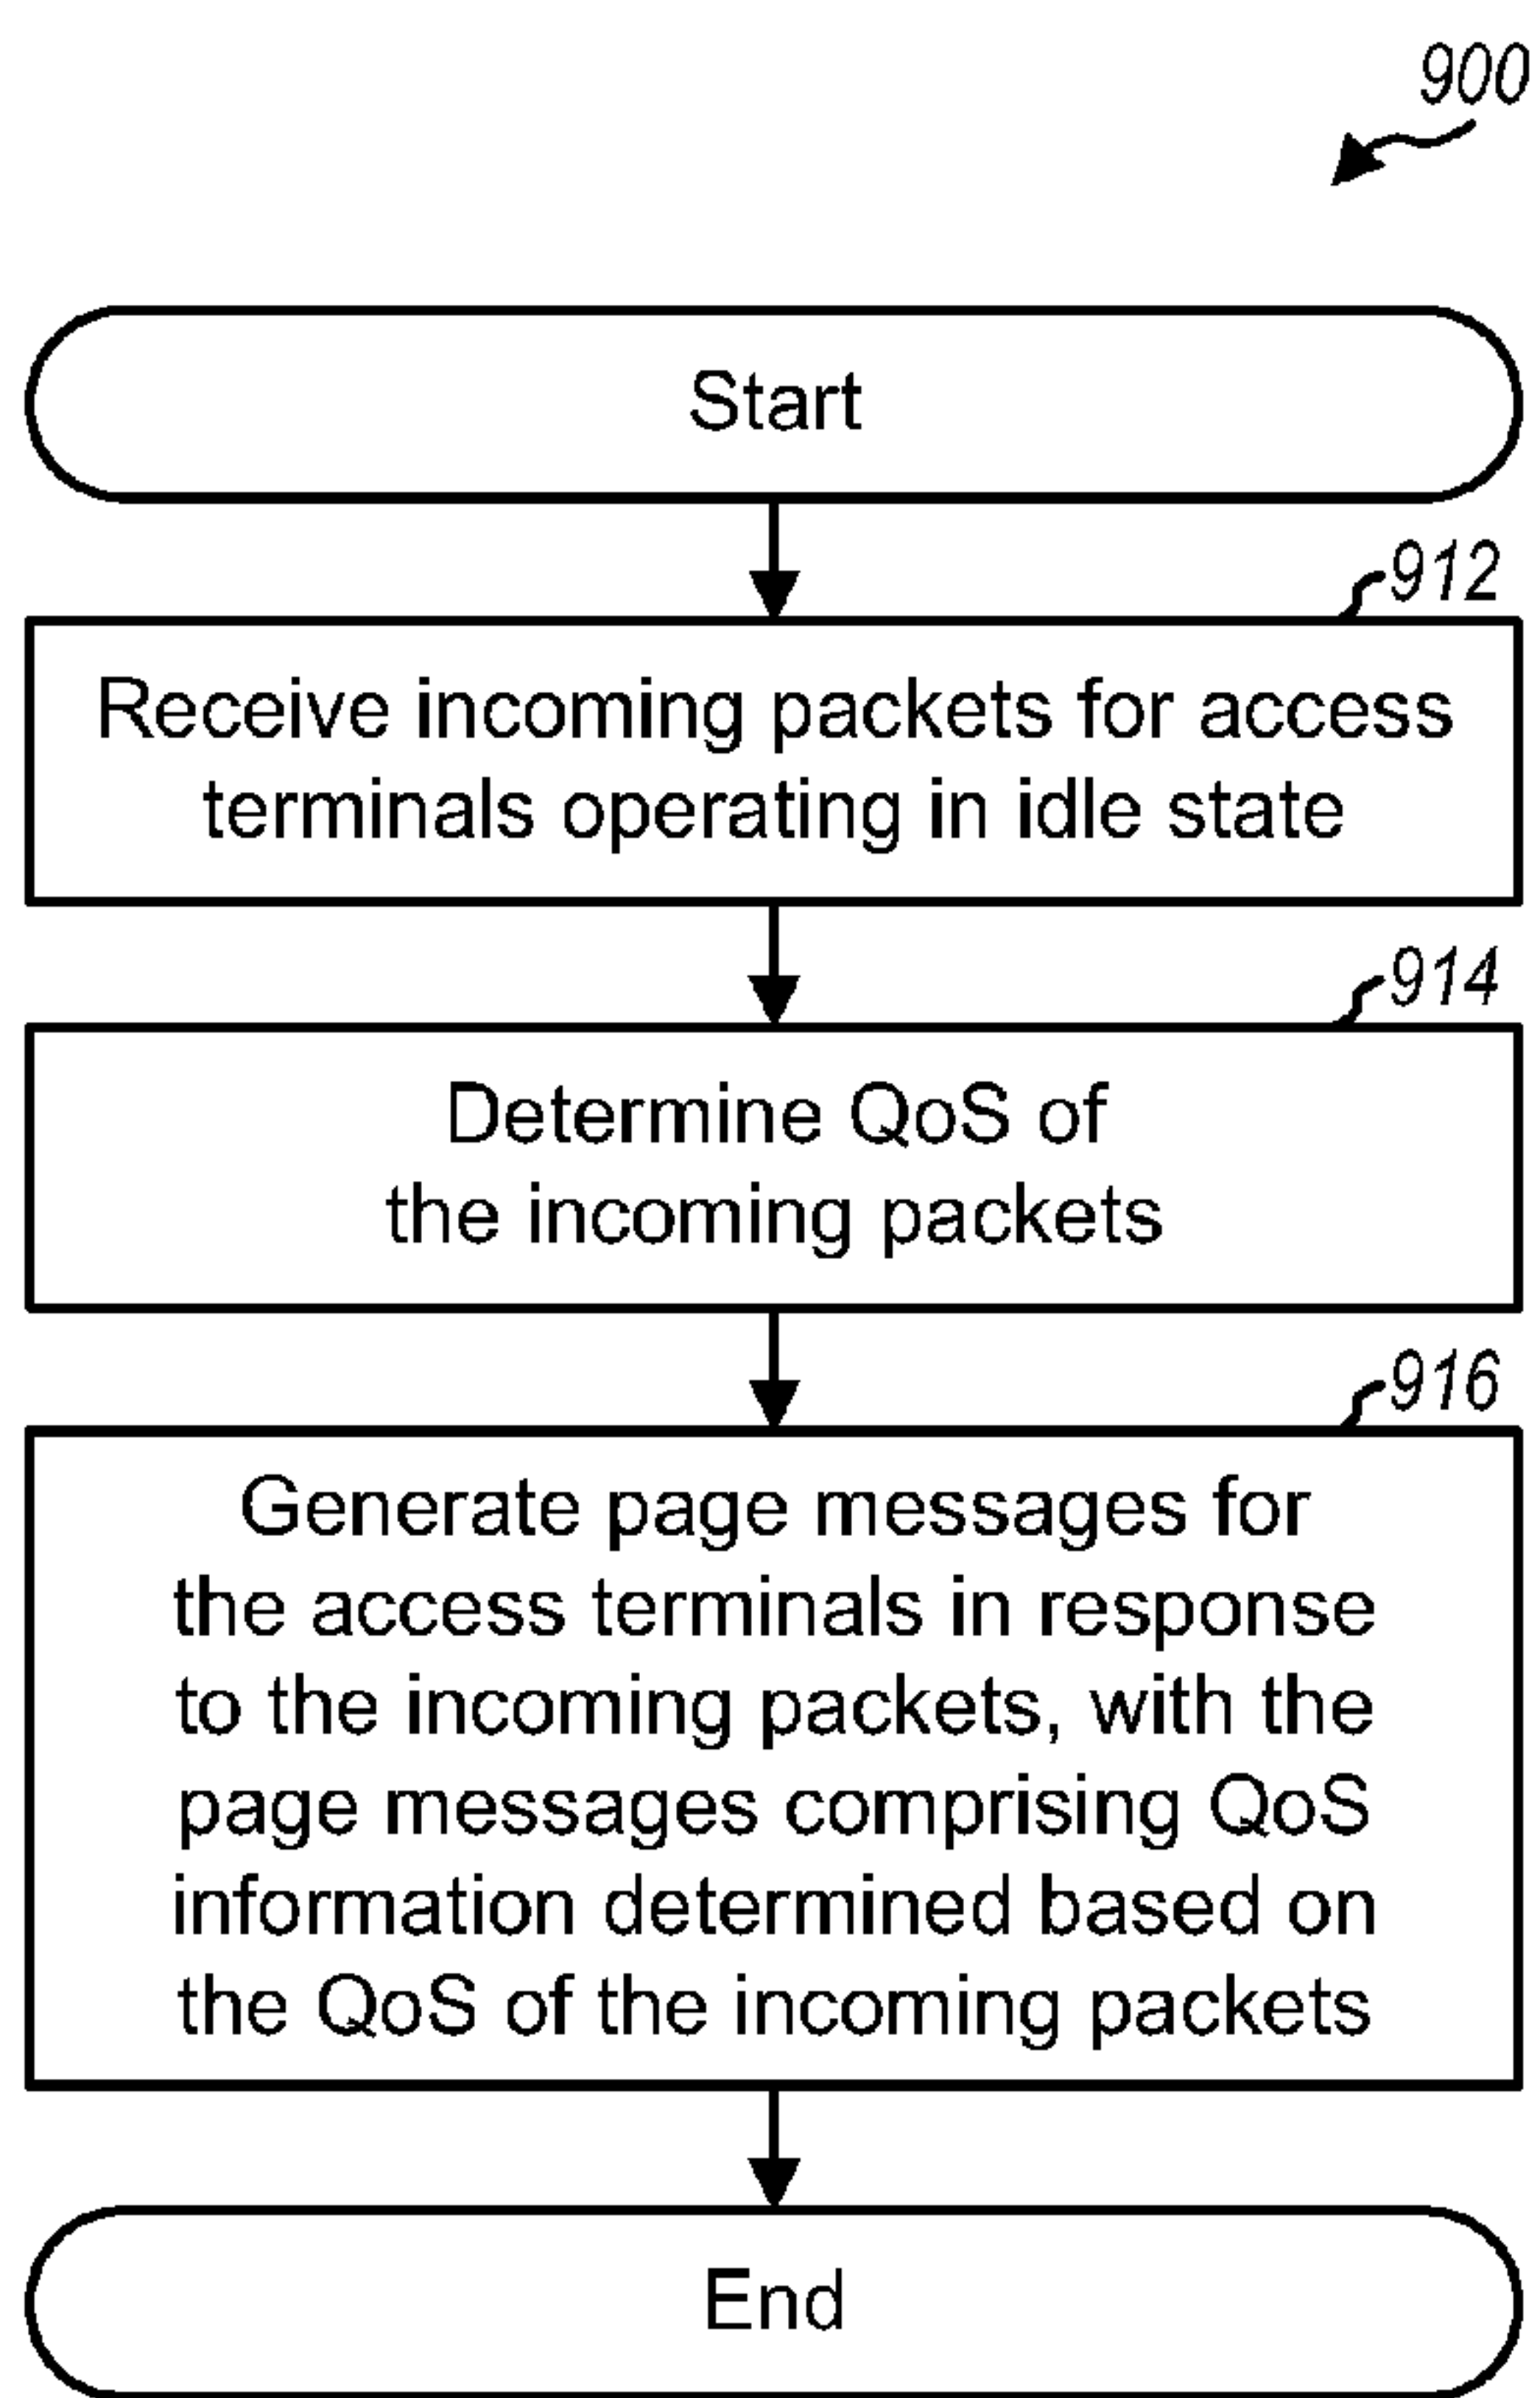 900
Start
912
Receive incoming packets for access
terminals operating in idle state
914
Determine QoS of
the incoming packets
916
Generate page messages for
the access terminals in response
to the incoming packets, with the
page messages comprising QoS
information determined based on
the QoS of the incoming packets
End